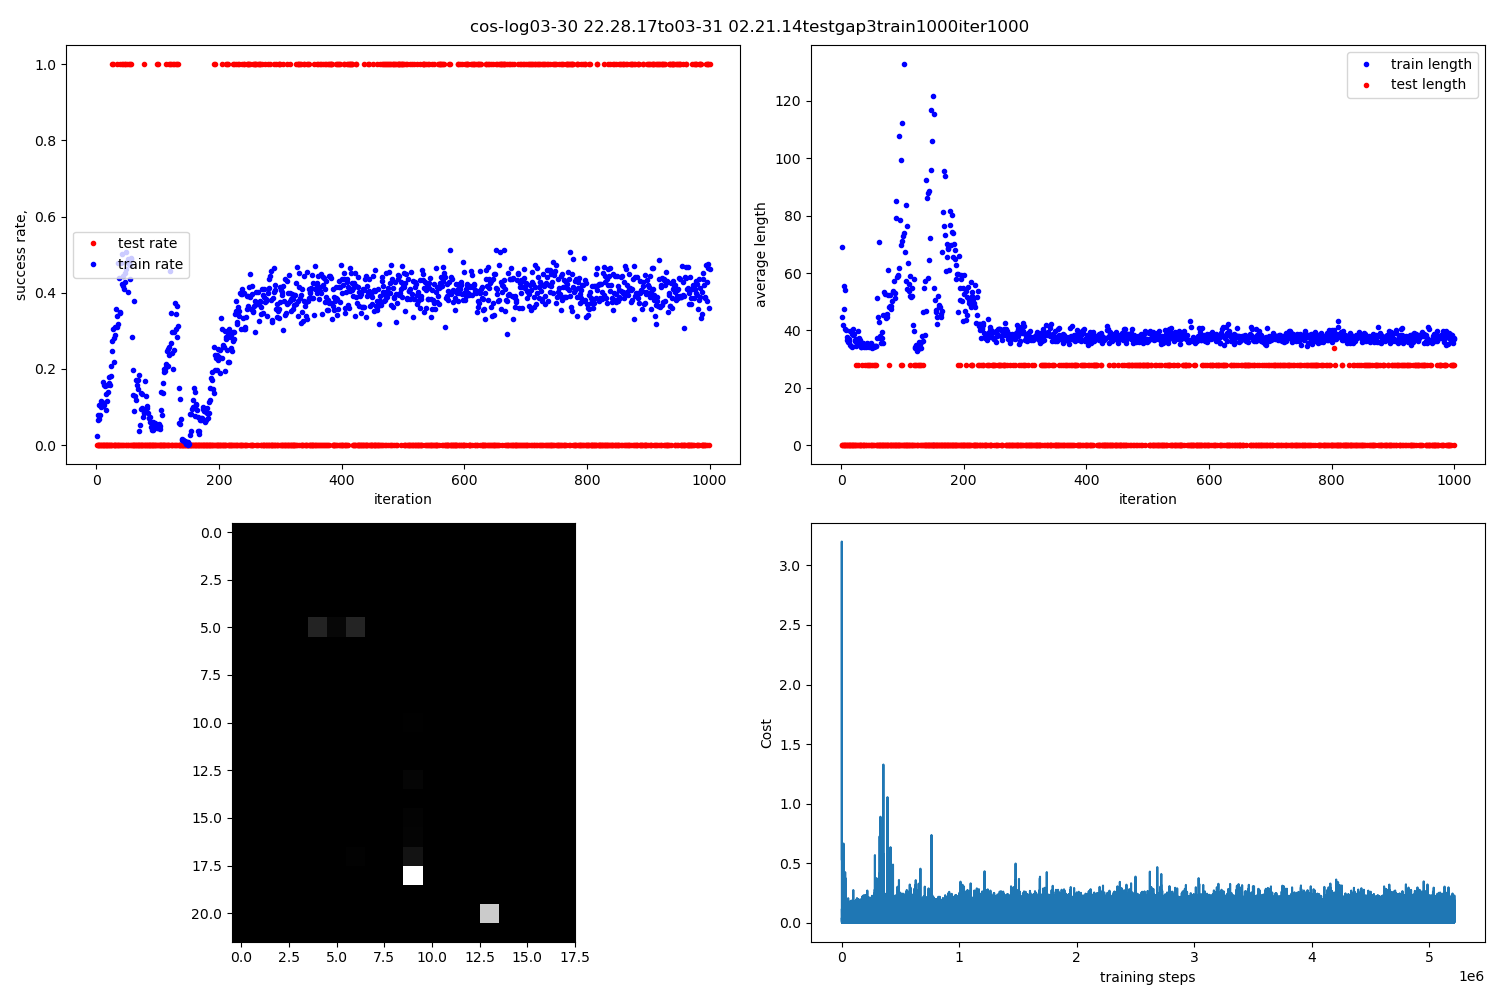 cos-log03-30 22.28.17to03-31 02.21.14testgap3train1000iter1000
1.0
0.8
0.6
0.4
0.2
0.0
success rate,
test rate
train rate
0 200 400 600 800 1000
iteration
120
100
80
60
40
20
0
average length
train length
test length
0 200 400 600 800 1000
iteration
0.0
2.5
5.0
7.5
10.0
12.5
15.0
17.5
20.0
0.0 2.5 5.0 7.5 10.0 12.5 15.0 17.5
3.0
2.5
2.0
1.5
1.0
0.5
0.0
Cost
0 1 2 3 4 5
1e6
training steps